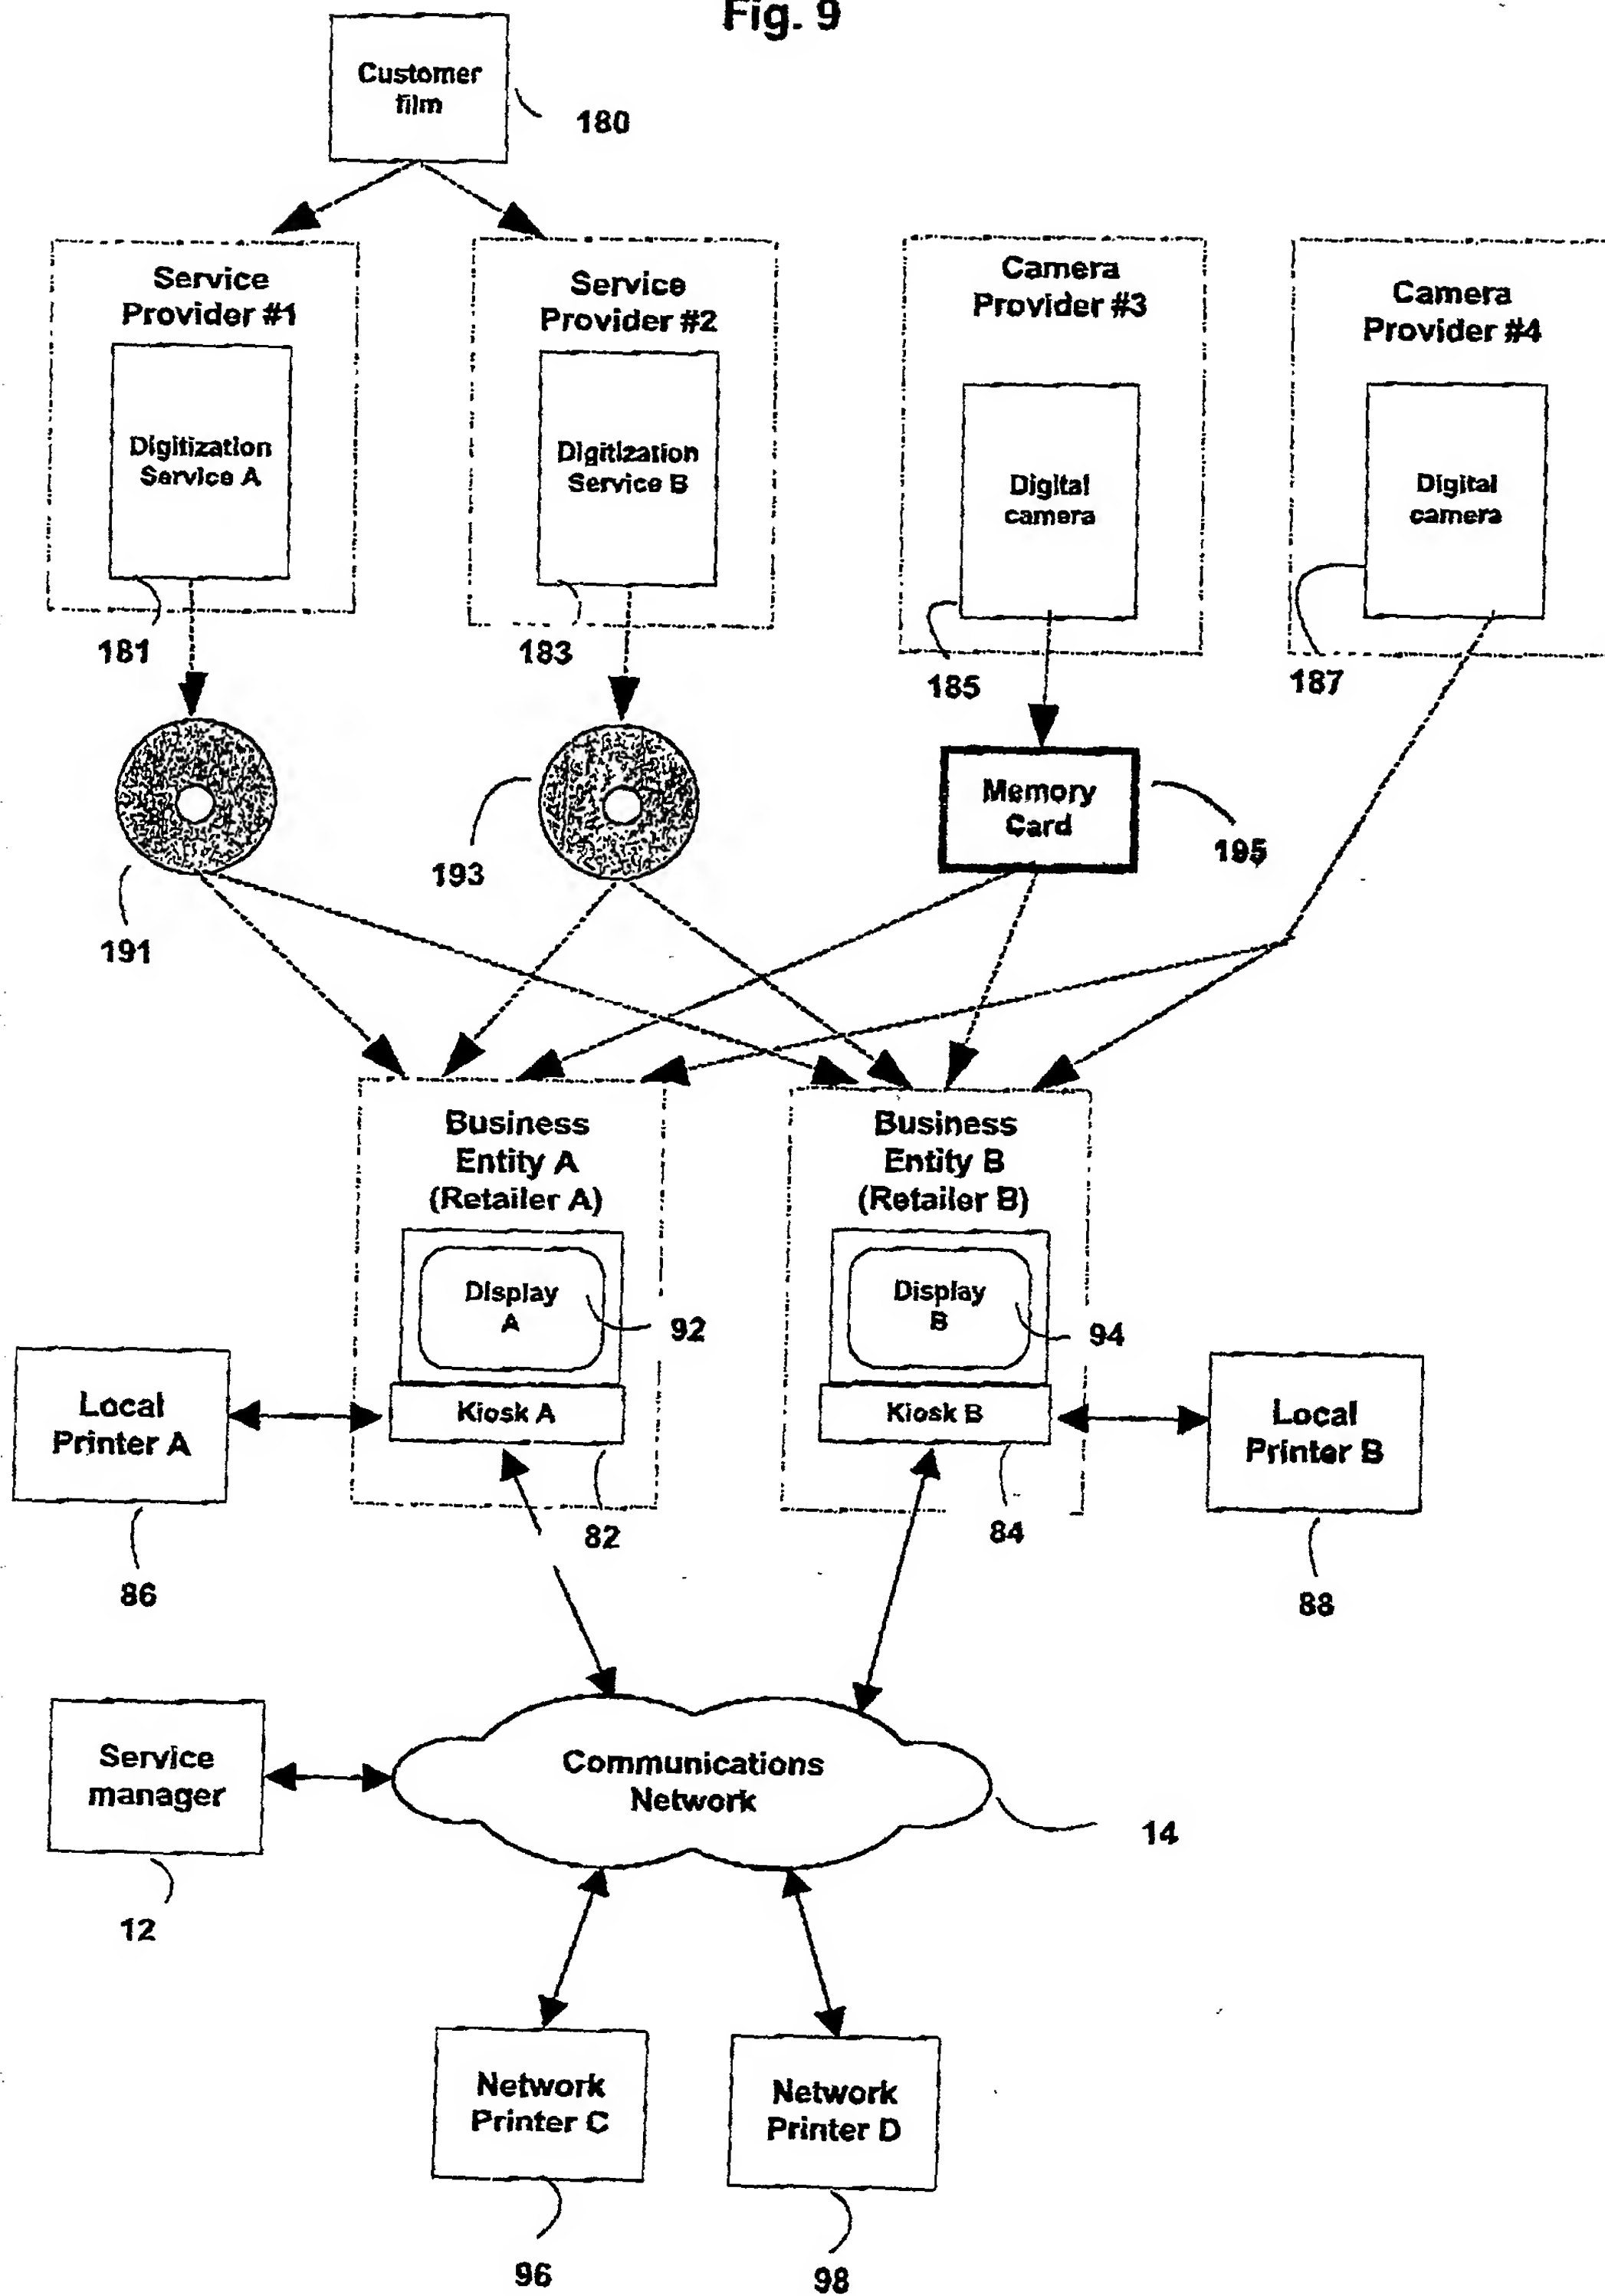 Fig. 9
Customer
film
180
Service
Provider #1
Service
Provider #2
Camera
Provider #3
Camera
Provider #4
Digitization
Service A
Digitization
Service B
Digital
camera
Digital
camera
181
183
185
187
Memory
Card
195
193
191
Business
Entity A
(Retailer A)
Business
Entity B
(Retailer B)
Display
A
92
Display
B
94
Local
Printer A
Kiosk A
Kiosk B
Local
Printer B
82
84
86
88
Service
manager
Communications
Network
14
12
Network
Printer C
Network
Printer D
96
98